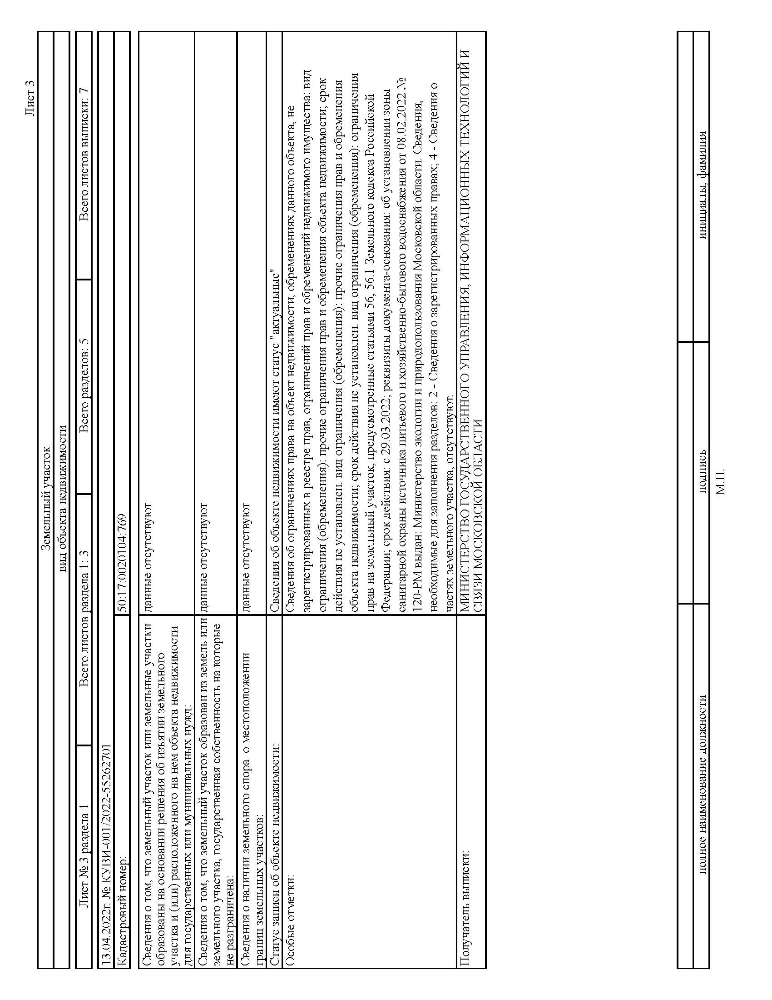 Лист 3
Земельный участок
вид объекта недвижимости
Лист № 3 раздела 1
Всего листов раздела 1: 3
Всего разделов: 5
Всего листов выписки: 7
13.04.2022г. № КУВИ-001/2022-55262701
Кадастровый номер:
50:17:0020104:769
Сведения о том, что земельный участок или земельные участки
образованы на основании решения об изъятии земельного
участка и (или) расположенного на нем объекта недвижимости
для государственных или муниципальных нужд:
данные отсутствуют
Сведения о том, что земельный участок образован из земель или
земельного участка, государственная собственность на которые
не разграничена:
данные отсутствуют
Сведения о наличии земельного спора  о местоположении
границ земельных участков:
данные отсутствуют
Статус записи об объекте недвижимости:
Сведения об объекте недвижимости имеют статус "актуальные"
Особые отметки:
Сведения об ограничениях права на объект недвижимости, обременениях данного объекта, не
зарегистрированных в реестре прав, ограничений прав и обременений недвижимого имущества: вид
ограничения (обременения): прочие ограничения прав и обременения объекта недвижимости; срок
действия не установлен. вид ограничения (обременения): прочие ограничения прав и обременения
объекта недвижимости; срок действия не установлен. вид ограничения (обременения): ограничения
прав на земельный участок, предусмотренные статьями 56, 56.1 Земельного кодекса Российской
Федерации; срок действия: с 29.03.2022; реквизиты документа-основания: об установлении зоны
санитарной охраны источника питьевого и хозяйственно-бытового водоснабжения от 08.02.2022 №
120-РМ выдан: Министерство экологии и природопользования Московской области. Сведения,
необходимые для заполнения разделов: 2 - Сведения о зарегистрированных правах; 4 - Сведения о
частях земельного участка, отсутствуют.
Получатель выписки:
МИНИСТЕРСТВО ГОСУДАРСТВЕННОГО УПРАВЛЕНИЯ, ИНФОРМАЦИОННЫХ ТЕХНОЛОГИЙ И
СВЯЗИ МОСКОВСКОЙ ОБЛАСТИ
полное наименование должности
подпись
инициалы, фамилия
М.П.